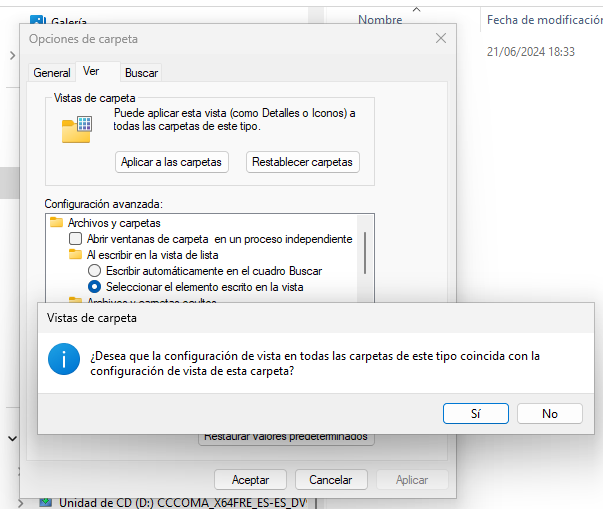 Galería
Nombre
Fecha de modificación
21/06/2024 18:33
Opciones de carpeta
General
Ver
Buscar
Vistas de carpeta
Puede aplicar esta vista (como Detalles o Iconos) a
todas las carpetas de este tipo.
Aplicar a las carpetas
Restablecer carpetas
Configuración avanzada:
Archivos y carpetas
Abrir ventanas de carpeta en un proceso independiente
Al escribir en la vista de lista
Escribir automáticamente en el cuadro Buscar
Seleccionar el elemento escrito en la vista
Archivos y carpetas ocultos
Vistas de carpeta
¿Desea que la configuración de vista en todas las carpetas de este tipo coincida con la
configuración de vista de esta carpeta?
Sí
No
Restaurar valores predeterminados
Aceptar
Cancelar
Aplicar
Unidad de CD (D:) CCCOMA_X64FRE_ES-ES_DV